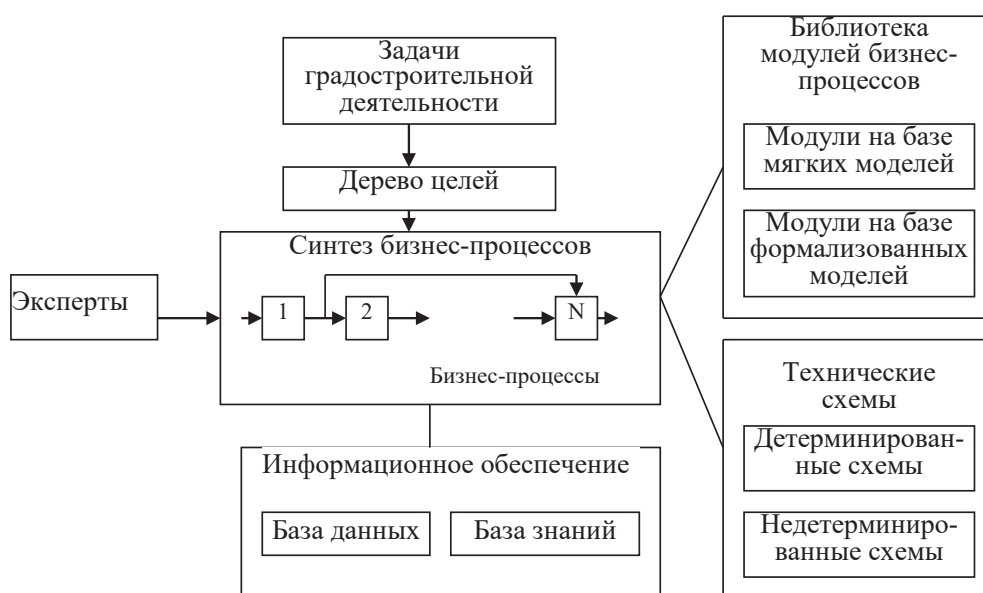 Задачи
градостроительной
деятельности
Дерево целей
Синтез бизнес-процессов
Эксперты
1
2
N
Бизнес-процессы
Информационное обеспечение
База данных
База знаний
Библиотека
модулей бизнес-
процессов
Модули на базе
мягких моделей
Модули на базе
формализованных
моделей
Технические
схемы
Детерминирован-
ные схемы
Недетерминиро-
ванные схемы